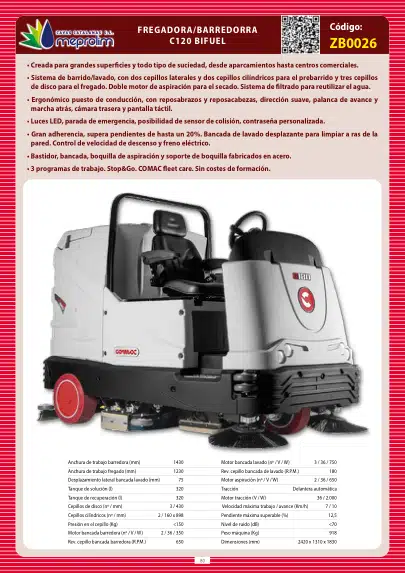 CAYRE CATALANAS S.L.
meprolim
FREGADORA/BARREDORRA
C120 BIFUEL
Código:
ZB0026
• Creada para grandes superficies y todo tipo de suciedad, desde aparcamientos hasta centros comerciales.
• Sistema de barrido/lavado, con dos cepillos laterales y dos cepillos cilíndricos para el prebarrido y tres cepillos
de disco para el fregado. Doble motor de aspiración para secado. Sistema de filtrado para reutilizar el agua.
• Ergonómico puesto de conducción, con reposabrazos y reposacabezas, dirección suave, palanca de avance y
marcha atrás, cámara trasera y pantalla táctil.
• Luces LED, parada de emergencia, posibilidad de sensor de colisión, contraseña personalizada.
• Gran adherencia, supera pendientes de hasta un 20%. Bancada de lavado desplazante para limpiar a ras de la
pared. Control de velocidad de descenso y freno eléctrico.
• Bastidor, bancada, boquilla de aspiración y soporte de boquilla fabricados en acero.
• 3 programas de trabajo. Stop&Go. COMAC fleet care. Sin costes de formación.
COMAC
Anchura de trabajo barredora (mm) 1430
Anchura de trabajo fregado (mm) 1230
Desplazamiento lateral bancada lavado (mm) 75
Tanque de solución (l) 320
Tanque de recuperación (l) 320
Cepillos de disco (nº / mm) 3 / 430
Cepillos cilíndricos (nº / mm) 2 / 160 x 898
Presión en el cepillo (Kg) <150
Motor bancada barredora (nº / V / W) 2 / 36 / 350
Rev. cepillo bancada barredora (R.P.M.) 650
Motor bancada lavado (nº / V / W) 3 / 36 / 750
Rev. cepillo bancada de lavado (R.P.M.) 180
Motor aspiración (nº / V / W) 2 / 36 / 650
Tracción Delantera automática
Motor tracción (V / W) 36 / 2.000
Velocidad máxima trabajo / avance (Km/h) 7 / 10
Pendiente máxima superable (%) 12,5
Nivel de ruido (dB) <70
Peso máquina (Kg) 918
Dimensiones (mm) 2420 x 1310 x 1830